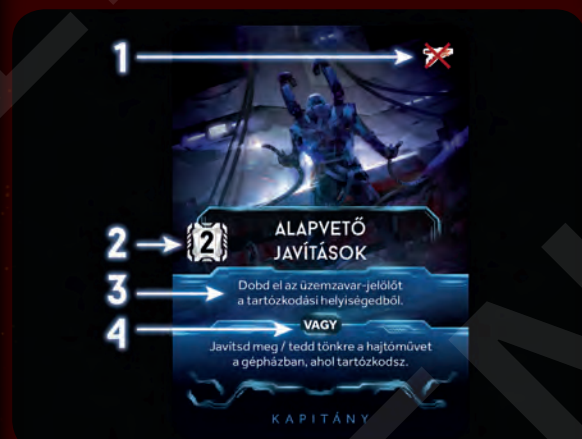 1
2
2
ALAPVETŐ
JAVÍTÁSOK
3
Dobd el az üzemzavar-jelölőt
a tartózkodási helyiségedből.
4
VAGY
Javítsd meg / tedd tönkre a hajtóművet
a gépházban, ahol tartózkodsz.
KAPITÁNY